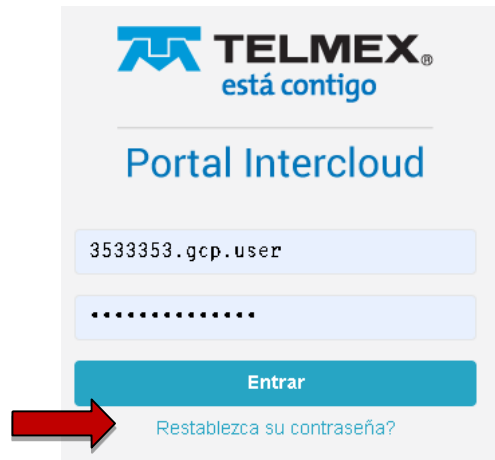 TELMEX®
está contigo
Portal Intercloud
3533353.gcp.user
••••••••••••••
Entrar
Restablezca su contraseña?